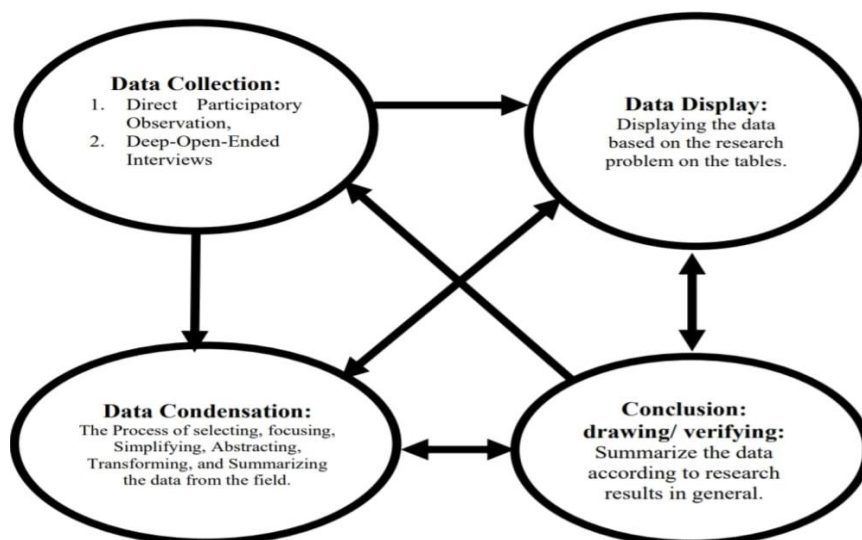 Data Collection:
1. Direct Participatory
Observation,
2. Deep-Open-Ended
Interviews
Data Display:
Displaying the data
based on the research
problem on the tables.
Data Condensation:
The Process of selecting, focusing,
Simplifying, Abstracting,
Transforming, and Summarizing
the data from the field.
Conclusion:
drawing/ verifying:
Summarize the data
according to research
results in general.